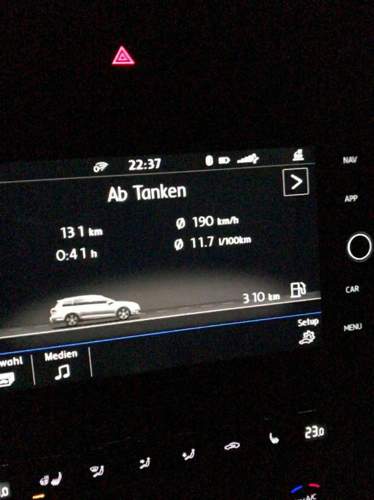 22:37
NAV
Ab Tanken
APP
131 km
Ø 190 km/h
0:41 h
Ø 11.7 l/100km
310 km
CAR
Setup
wahl
Medien
MENU
23.0
A/C